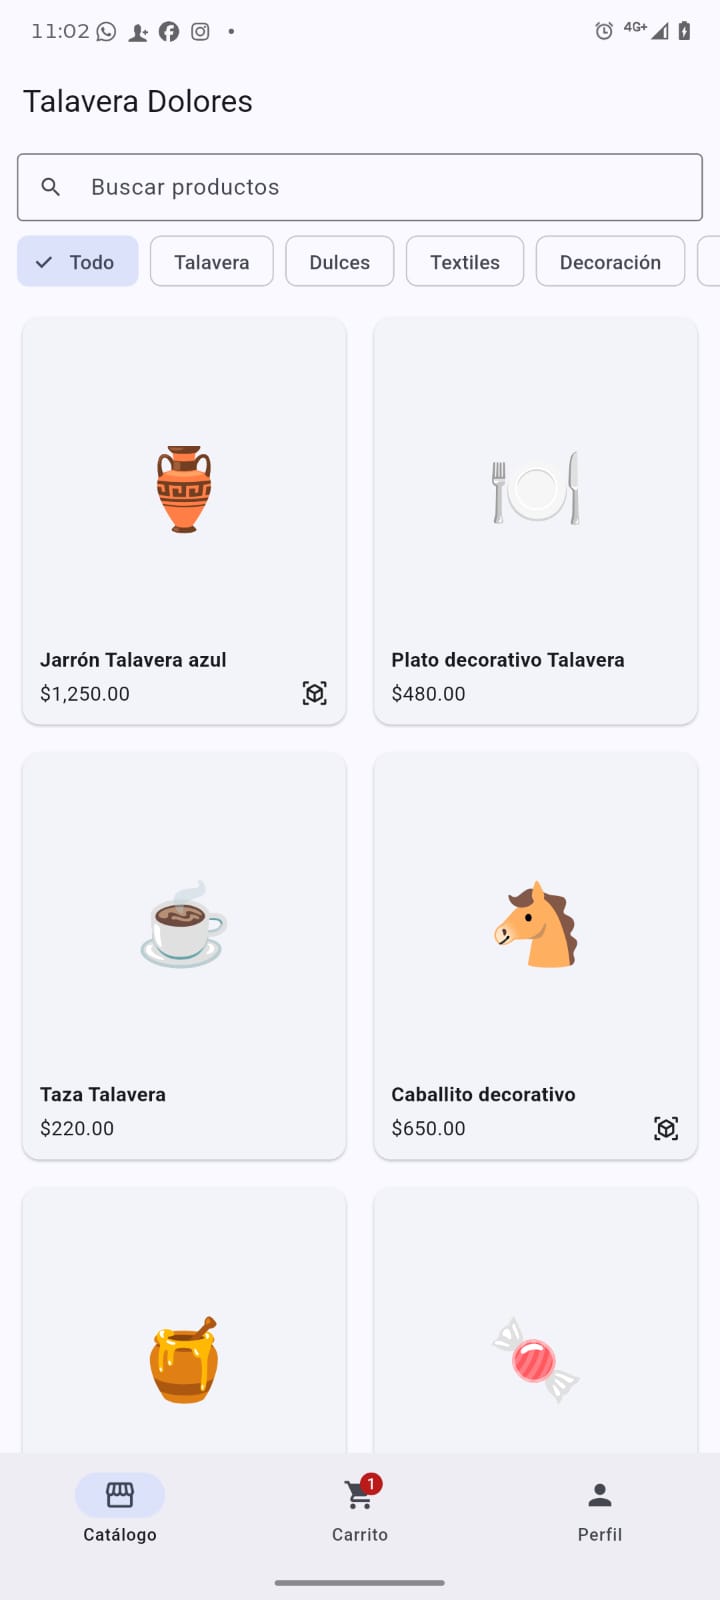 11:02
4G+
Talavera Dolores
Buscar productos
Todo Talavera Dulces Textiles Decoración
Jarrón Talavera azul
$1,250.00
Plato decorativo Talavera
$480.00
Taza Talavera
$220.00
Caballito decorativo
$650.00
1
Catálogo Carrito Perfil